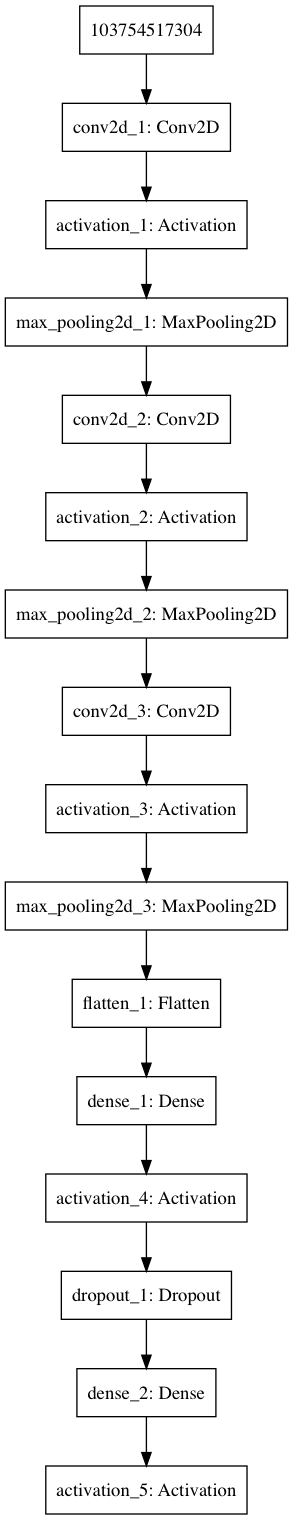 103754517304
conv2d_1: Conv2D
activation_1: Activation
max_pooling2d_1: MaxPooling2D
conv2d_2: Conv2D
activation_2: Activation
max_pooling2d_2: MaxPooling2D
conv2d_3: Conv2D
activation_3: Activation
max_pooling2d_3: MaxPooling2D
flatten_1: Flatten
dense_1: Dense
activation_4: Activation
dropout_1: Dropout
dense_2: Dense
activation_5: Activation